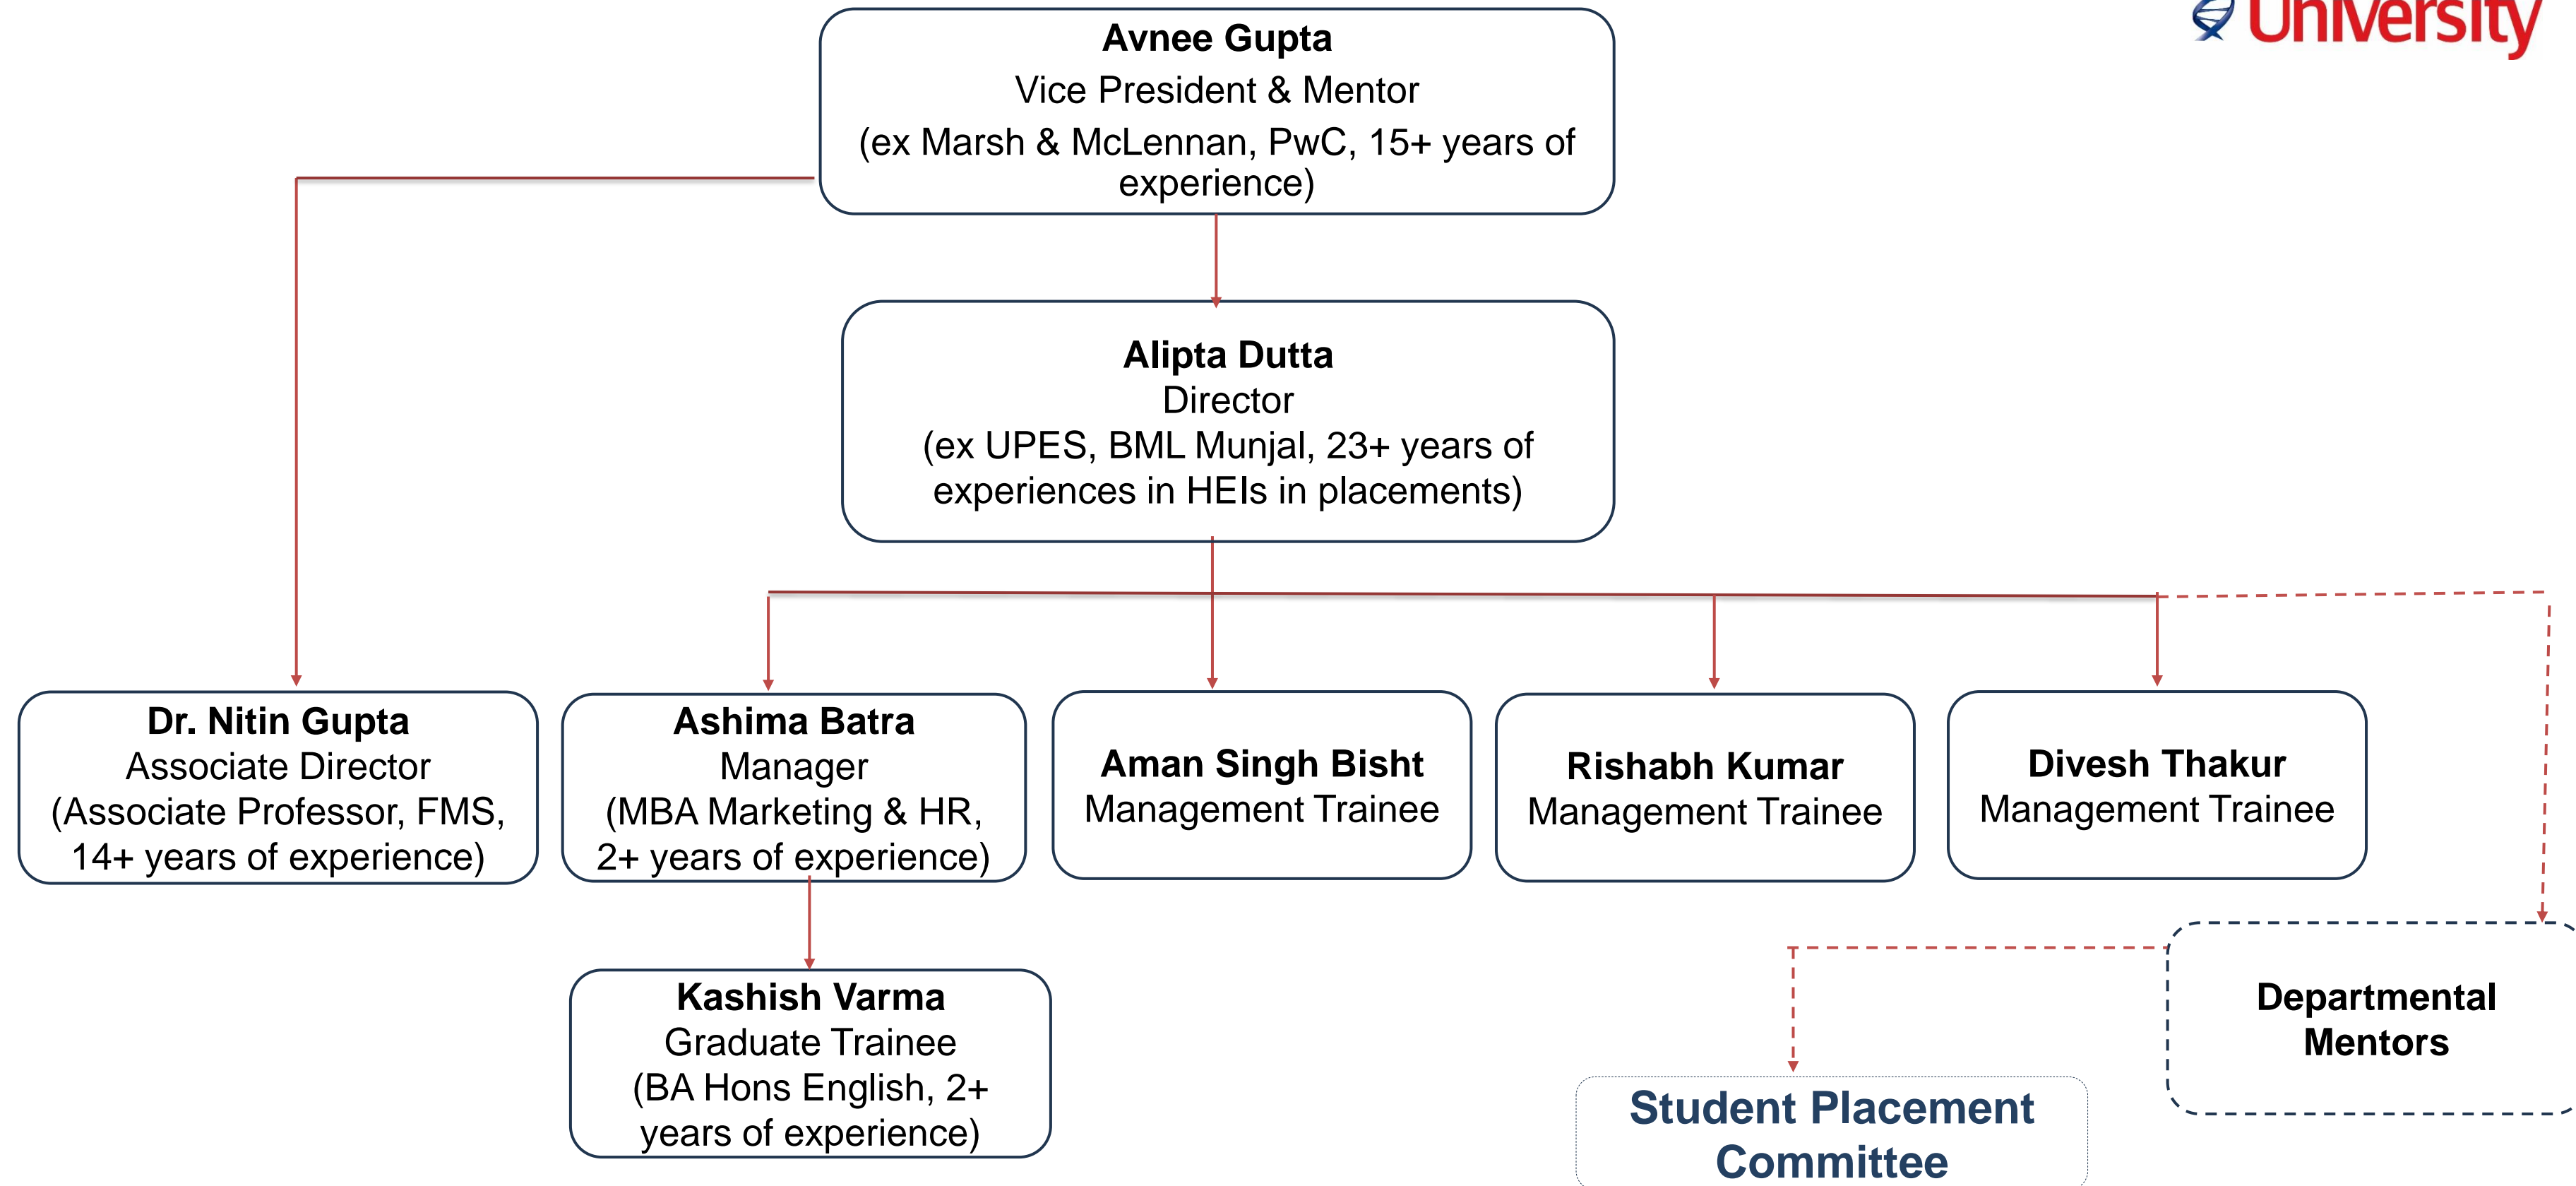 University
Avnee Gupta
Vice President & Mentor
(ex Marsh & McLennan, PwC, 15+ years of
experience)
Alipta Dutta
Director
(ex UPES, BML Munjal, 23+ years of
experiences in HEIs in placements)
Dr. Nitin Gupta
Associate Director
(Associate Professor, FMS,
14+ years of experience)
Ashima Batra
Manager
(MBA Marketing & HR,
2+ years of experience)
Aman Singh Bisht
Management Trainee
Rishabh Kumar
Management Trainee
Divesh Thakur
Management Trainee
Kashish Varma
Graduate Trainee
(BA Hons English, 2+
years of experience)
Departmental
Mentors
Student Placement
Committee